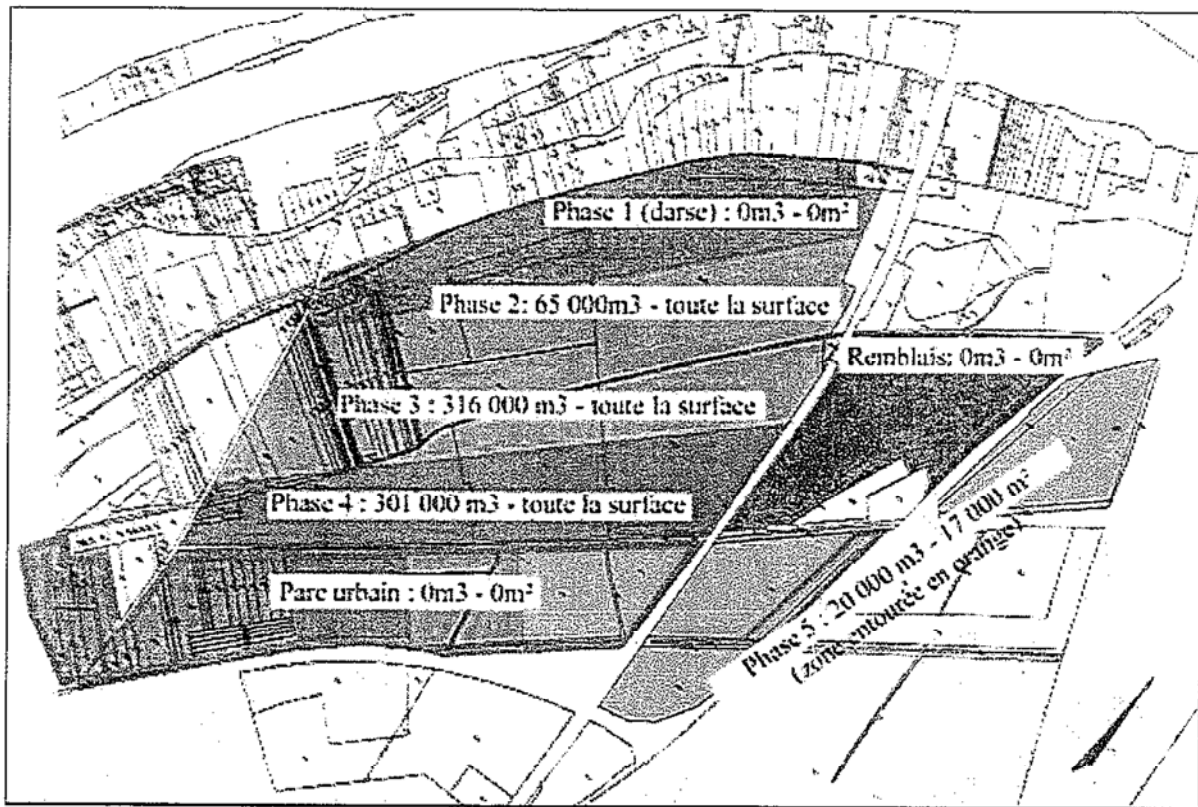 Phase 1 (darse) : 0m3 - 0m²
Phase 2: 65 000m3 - toute la surface
Remblais: 0m3 - 0m²
Phase 3 : 316 000 m3 - toute la surface
Phase 4 : 301 000 m3 - toute la surface
Parc urbain : 0m3 - 0m²
Phase 5 : 20 000 m3 - 17 000 m²
(zone entourée en orange)